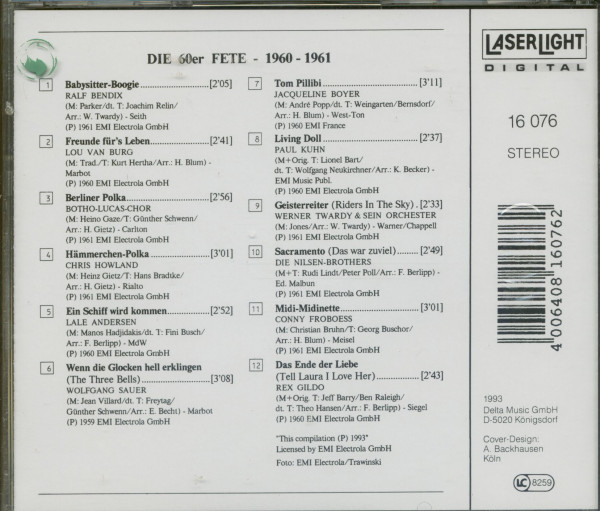 DIE 60er FETE - 1960-1961
1 Babysitter-Boogie [2'05]
RALF BENDIX
(M: Parker/dt. T: Joachim Relin/
Arr.: W. Twardy) - Seith
(P) 1961 EMI Electrola GmbH
2 Freunde für's Leben [2'41]
LOU VAN BURG
(M: Trad./T: Kurt Hertha/Arr.: H. Blum) -
Marbot
(P) 1960 EMI Electrola GmbH
3 Berliner Polka [2'56]
BOTHO-LUCAS-CHOR
(M: Heino Gaze/T: Günther Schwenn/
Arr.: H. Gietz) - Carlton
(P) 1961 EMI Electrola GmbH
4 Hämmerchen-Polka [3'01]
CHRIS HOWLAND
(M: Heinz Gietz/T: Hans Bradtke/
Arr.: H. Gietz) - Rialto
(P) 1961 EMI Electrola GmbH
5 Ein Schiff wird kommen [2'52]
LALE ANDERSEN
(M: Manos Hadjidakis/dt. T: Fini Busch/
Arr.: F. Berlipp) - MdW
(P) 1960 EMI Electrola GmbH
6 Wenn die Glocken hell erklingen
(The Three Bells) [3'08]
WOLFGANG SAUER
(M: Jean Villard/dt. T: Freytag/
Günther Schwenn/Arr.: E. Becht) - Marbot
(P) 1959 EMI Electrola GmbH
7 Tom Pillibi [3'11]
JACQUELINE BOYER
(M: André Popp/dt. T: Weingarten/Bernsdorf/
Arr.: H. Blum) - West-Ton
(P) 1960 EMI France
8 Living Doll [2'37]
PAUL KUHN
(M+Orig. T: Lionel Bart/
dt. T: Wolfgang Neukirchner/Arr.: K. Becker) -
EMI Music Publ.
(P) 1960 EMI Electrola GmbH
9 Geisterreiter (Riders In The Sky) [2'33]
WERNER TWARDY & SEIN ORCHESTER
(M: Jones/Arr.: W. Twardy) - Warner/Chappell
(P) 1961 EMI Electrola GmbH
10 Sacramento (Das war zuviel) [2'49]
DIE NILSEN-BROTHERS
(M+T: Rudi Lindt/Peter Poll/Arr.: F. Berlipp) -
Ed. Malbun
(P) 1961 EMI Electrola GmbH
11 Midi-Midinette [3'01]
CONNY FROBOESS
(M: Christian Bruhn/T: Georg Buschor/
Arr.: H. Blum) - Meisel
(P) 1961 EMI Electrola GmbH
12 Das Ende der Liebe
(Tell Laura I Love Her) [2'43]
REX GILDO
(M+Orig. T: Jeff Barry/Ben Raleigh/
dt. T: Theo Hansen/Arr.: F. Berlipp) - Siegel
(P) 1960 EMI Electrola GmbH
"This compilation (P) 1993"
Licensed by EMI Electrola GmbH
Foto: EMI Electrola/Trawinski
LASERLIGHT
DIGITAL
16 076
STEREO
4 006408 160762
1993
Delta Music GmbH
D-5020 Königsdorf
Cover-Design:
A. Backhausen
Köln
LC 8259